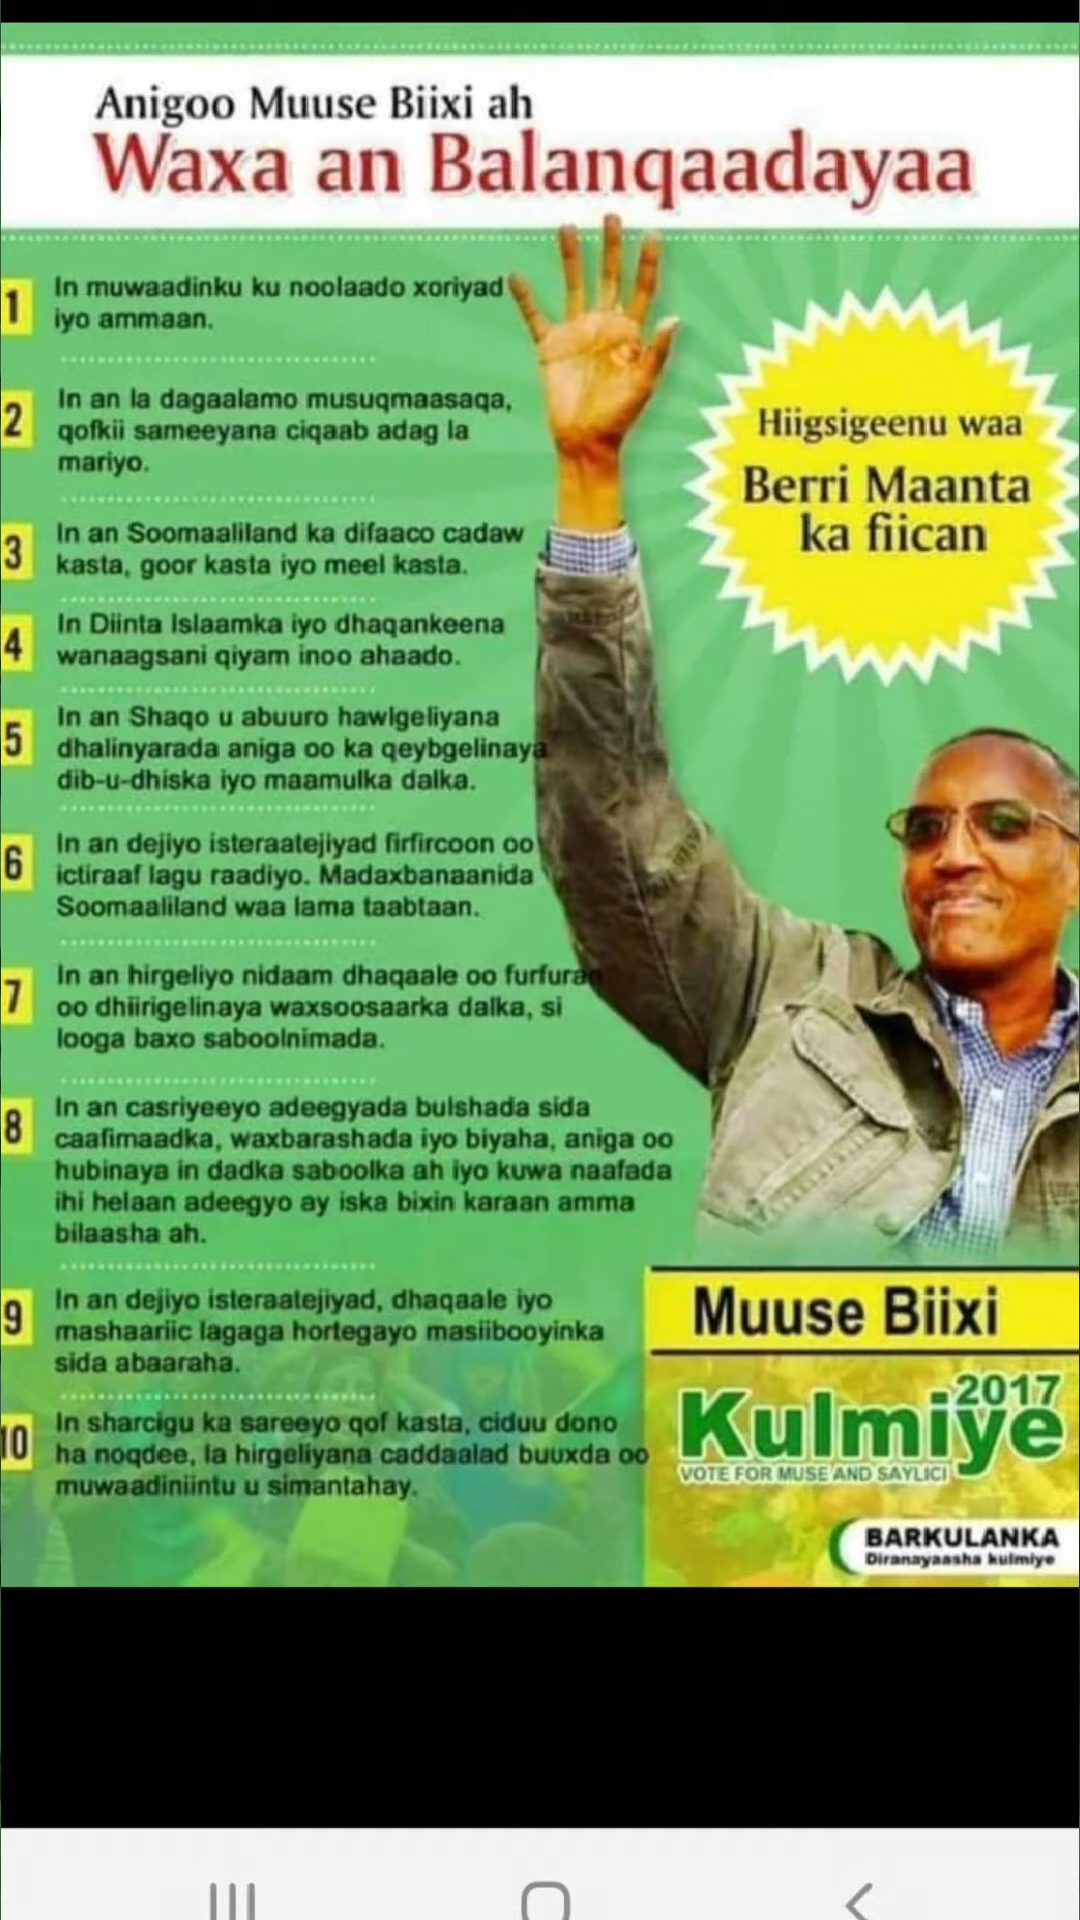 Anigoo Muuse Biixi ah
Waxa an Balanqaadayaa
1
In muwaadinku ku noolaado xoriyad
iyo ammaan.
2
In an la dagaalamo musuqmaasaqa,
qofkii sameeyana ciqaab adag la
mariyo.
3
In an Soomaaliland ka difaaco cadaw
kasta, goor kasta iyo meel kasta.
4
In Diinta Islaamka iyo dhaqankeena
wanaagsani qiyam inoo ahaado.
5
In an Shaqo u abuuro hawlgeliyana
dhalinyarada aniga oo ka qeybgelinaya
dib-u-dhiska iyo maamulka dalka.
6
In an dejiyo isteraatejiyad firfircoon oo
ictiraaf lagu raadiyo. Madaxbanaanida
Soomaaliland waa lama taabtaan.
7
In an hirgeliyo nidaam dhaqaale oo furfuran
oo dhiirigelinaya waxsoosaarka dalka, si
looga baxo saboolnimada.
8
In an casriyeeyo adeegyada bulshada sida
caafimaadka, waxbarashada iyo biyaha, aniga oo
hubinaya in dadka saboolka ah iyo kuwa naafada
ihi helaan adeegyo ay iska bixin karaan amma
bilaasha ah.
9
In an dejiyo isteraatejiyad, dhaqaale iyo
mashaariic lagaga hortegayo masiibooyinka
sida abaaraha.
10
In sharcigu ka sareeyo qof kasta, ciduu dono
ha noqdee, la hirgeliyana caddaalad buuxda oo
muwaadiniintu u simantahay.
Hiigsigeenu waa
Berri Maanta
ka fiican
Muuse Biixi
2017
Kulmiye
VOTE FOR MUSE AND SAYLICI
BARKULANKA
Diranayaasha kulmiye